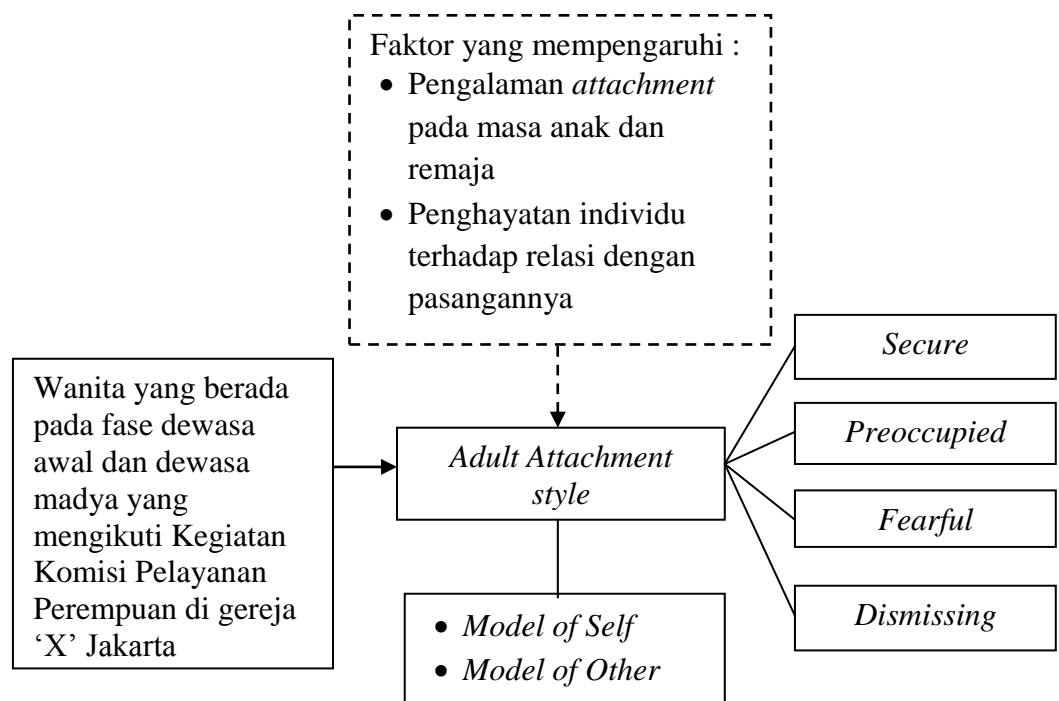 Faktor yang mempengaruhi :
• Pengalaman attachment
pada masa anak dan
remaja
• Penghayatan individu
terhadap relasi dengan
pasangannya
Wanita yang berada
pada fase dewasa
awal dan dewasa
madya yang
mengikuti Kegiatan
Komisi Pelayanan
Perempuan di gereja
‘X’ Jakarta
Adult Attachment
style
• Model of Self
• Model of Other
Secure
Preoccupied
Fearful
Dismissing